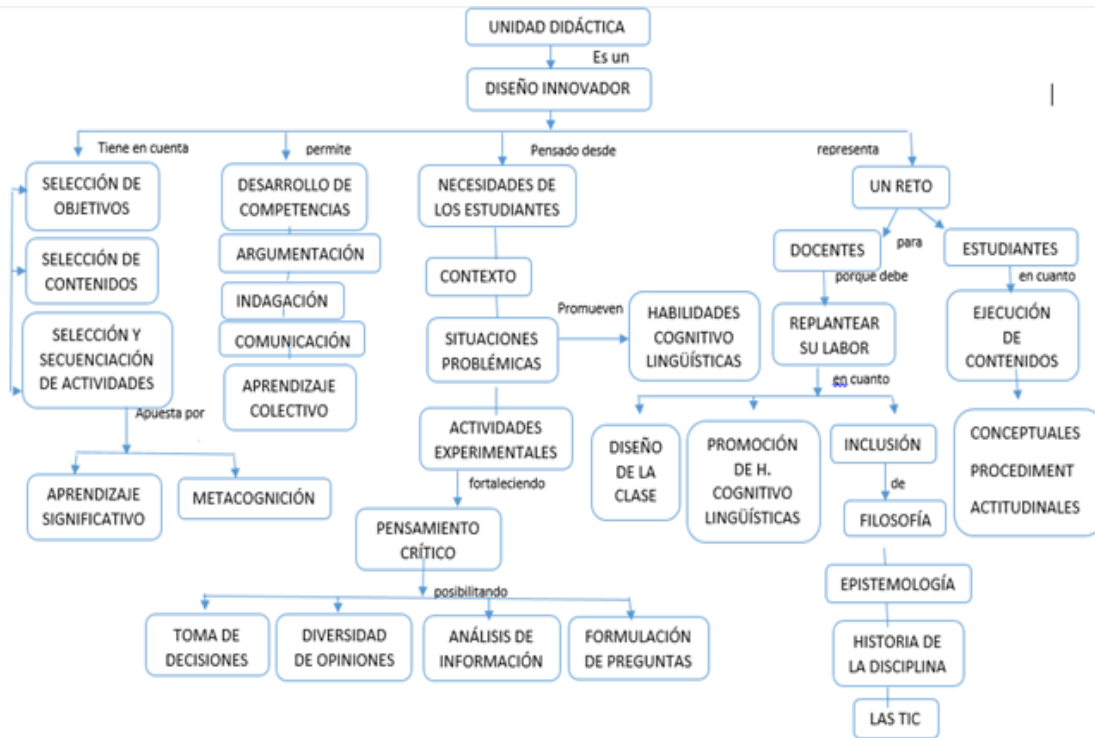 UNIDAD DIDÁCTICA
Es un
DISEÑO INNOVADOR
Tiene en cuenta
permite
Pensado desde
representa
SELECCIÓN DE
OBJETIVOS
SELECCIÓN DE
CONTENIDOS
SELECCIÓN Y
SECUENCIACIÓN
DE ACTIVIDADES
Apuesta por
APRENDIZAJE
SIGNIFICATIVO
METACOGNICIÓN
DESARROLLO DE
COMPETENCIAS
ARGUMENTACIÓN
INDAGACIÓN
COMUNICACIÓN
APRENDIZAJE
COLECTIVO
NECESIDADES DE
LOS ESTUDIANTES
CONTEXTO
SITUACIONES
PROBLÉMICAS
Promueven
HABILIDADES
COGNITIVO
LINGÜÍSTICAS
ACTIVIDADES
EXPERIMENTALES
fortaleciendo
PENSAMIENTO
CRÍTICO
posibilitando
TOMA DE
DECISIONES
DIVERSIDAD
DE OPINIONES
ANÁLISIS DE
INFORMACIÓN
FORMULACIÓN
DE PREGUNTAS
UN RETO
para
DOCENTES
porque debe
REPLANTEAR
SU LABOR
en cuanto
DISEÑO
DE LA
CLASE
PROMOCIÓN
DE H.
COGNITIVO
LINGÜÍSTICAS
INCLUSIÓN
de
FILOSOFÍA
EPISTEMOLOGÍA
HISTORIA DE
LA DISCIPLINA
LAS TIC
ESTUDIANTES
en cuanto
EJECUCIÓN
DE
CONTENIDOS
CONCEPTUALES
PROCEDIMENT
ACTITUDINALES